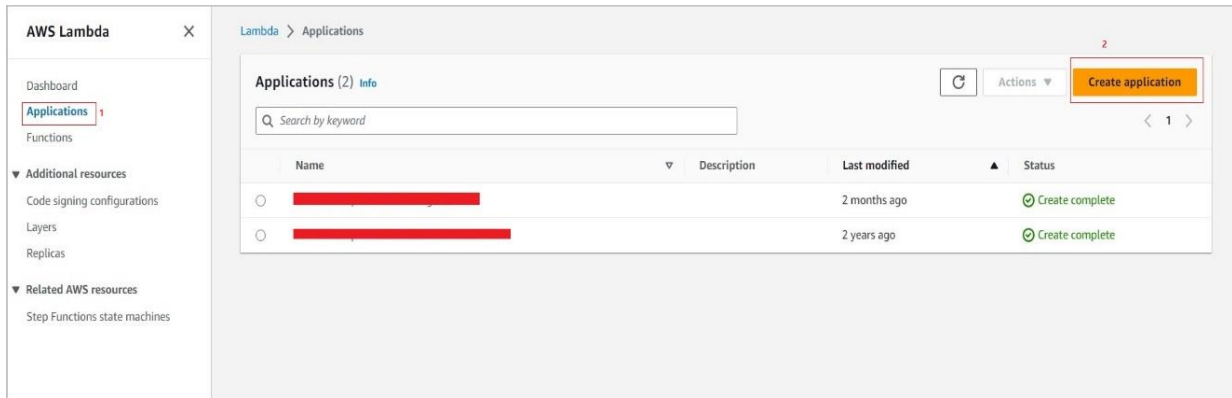 AWS Lambda
Dashboard
Applications 1
Functions
Additional resources
Code signing configurations
Layers
Replicas
Related AWS resources
Step Functions state machines
Lambda > Applications
2
Applications (2) Info
Actions
Create application
Search by keyword
< 1 >
Name Description Last modified Status
2 months ago Create complete
2 years ago Create complete